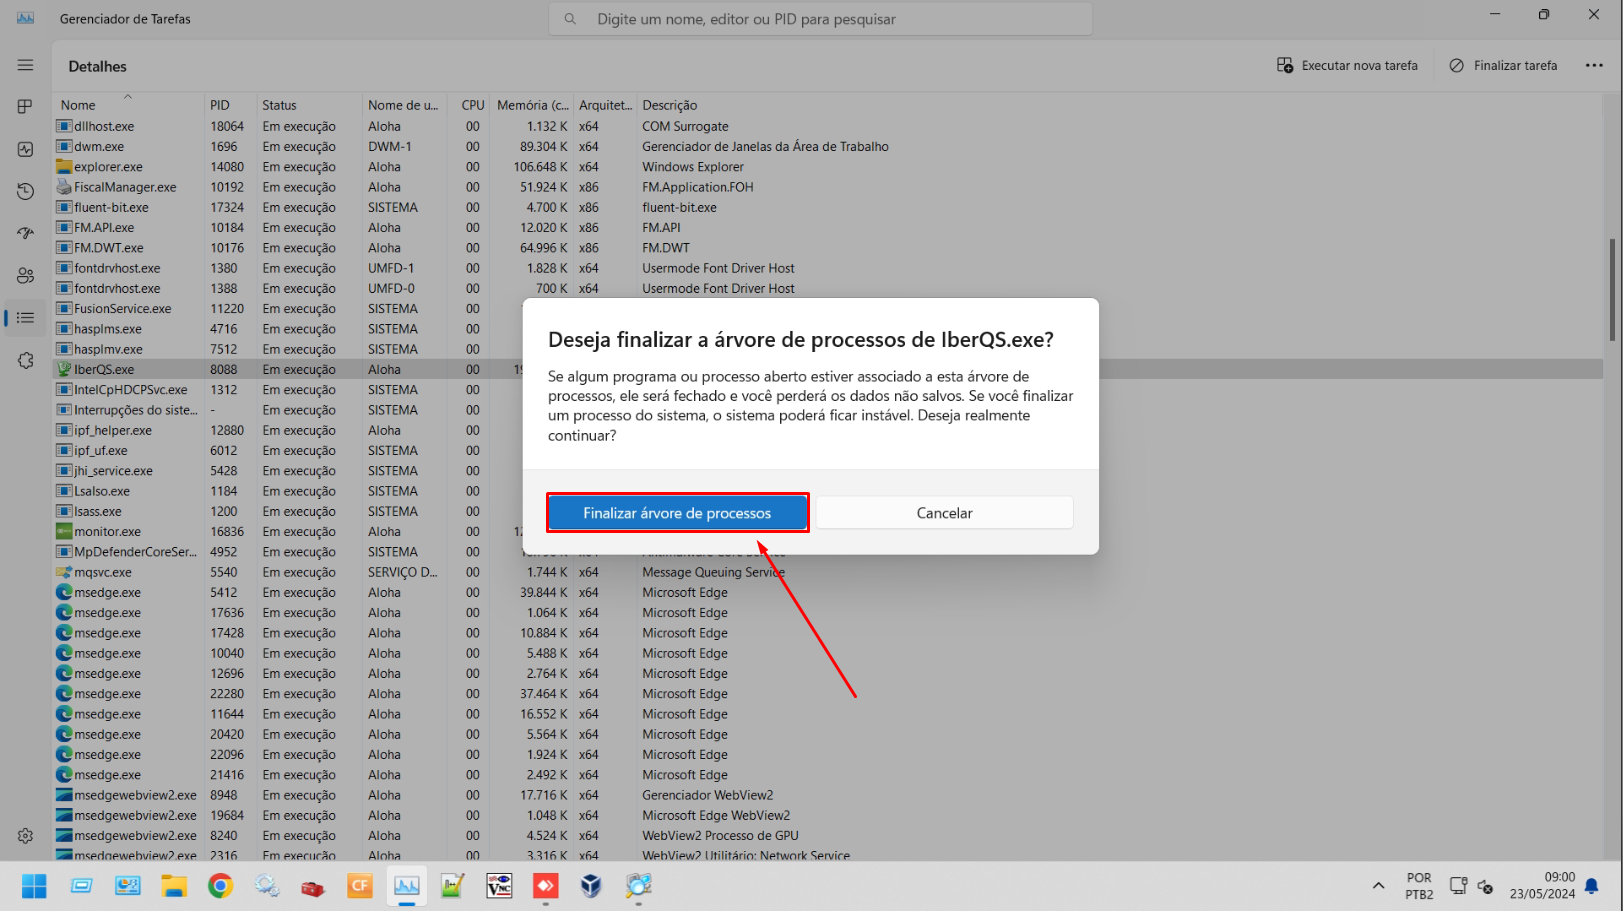 Gerenciador de Tarefas
Digite um nome, editor ou PID para pesquisar
Detalhes
Executar nova tarefa
Finalizar tarefa
Nome PID Status Nome de u... CPU Memória (c... Arquitet... Descrição
dllhost.exe 18064 Em execução Aloha 00 1.132 K x64 COM Surrogate
dwm.exe 1696 Em execução DWM-1 00 89.304 K x64 Gerenciador de Janelas da Área de Trabalho
explorer.exe 14080 Em execução Aloha 00 106.648 K x64 Windows Explorer
FiscalManager.exe 10192 Em execução Aloha 00 51.924 K x86 FM.Application.FOH
fluent-bit.exe 17324 Em execução SISTEMA 00 4.700 K x86 fluent-bit.exe
FM.API.exe 10184 Em execução Aloha 00 12.020 K x86 FM.API
FM.DWT.exe 10176 Em execução Aloha 00 64.996 K x86 FM.DWT
fontdrvhost.exe 1380 Em execução UMFD-1 00 1.828 K x64 Usermode Font Driver Host
fontdrvhost.exe 1388 Em execução UMFD-0 00 700 K x64 Usermode Font Driver Host
FusionService.exe 11220 Em execução SISTEMA 00
hasplms.exe 4716 Em execução SISTEMA 00
hasplmv.exe 7512 Em execução SISTEMA 00
IberQS.exe 8088 Em execução Aloha 00
IntelCpHDCPSvc.exe 1312 Em execução SISTEMA 00
Interrupções do siste... - Em execução SISTEMA 00
ipf_helper.exe 12880 Em execução Aloha 00
ipf_uf.exe 6012 Em execução SISTEMA 00
jhi_service.exe 5428 Em execução SISTEMA 00
LsaIso.exe 1184 Em execução SISTEMA 00
lsass.exe 1200 Em execução SISTEMA 00
monitor.exe 16836 Em execução Aloha 00
MpDefenderCoreSer... 4952 Em execução SISTEMA 00
mqsvc.exe 5540 Em execução SERVIÇO D... 00 1.744 K x64 Message Queuing Service
msedge.exe 5412 Em execução Aloha 00 39.844 K x64 Microsoft Edge
msedge.exe 17636 Em execução Aloha 00 1.064 K x64 Microsoft Edge
msedge.exe 17428 Em execução Aloha 00 10.884 K x64 Microsoft Edge
msedge.exe 10040 Em execução Aloha 00 5.488 K x64 Microsoft Edge
msedge.exe 12696 Em execução Aloha 00 2.764 K x64 Microsoft Edge
msedge.exe 22280 Em execução Aloha 00 37.464 K x64 Microsoft Edge
msedge.exe 11644 Em execução Aloha 00 16.552 K x64 Microsoft Edge
msedge.exe 20420 Em execução Aloha 00 5.564 K x64 Microsoft Edge
msedge.exe 22096 Em execução Aloha 00 1.924 K x64 Microsoft Edge
msedge.exe 21416 Em execução Aloha 00 2.492 K x64 Microsoft Edge
msedgewebview2.exe 8948 Em execução Aloha 00 17.716 K x64 Gerenciador WebView2
msedgewebview2.exe 19684 Em execução Aloha 00 1.048 K x64 Microsoft Edge WebView2
msedgewebview2.exe 8240 Em execução Aloha 00 4.524 K x64 WebView2 Processo de GPU
msedgewebview2.exe 2316 Em execução Aloha 00 3.316 K x64 WebView2 Utilitário: Network Service
Deseja finalizar a árvore de processos de IberQS.exe?
Se algum programa ou processo aberto estiver associado a esta árvore de
processos, ele será fechado e você perderá os dados não salvos. Se você finalizar
um processo do sistema, o sistema poderá ficar instável. Deseja realmente
continuar?
Finalizar árvore de processos
Cancelar
CF
VNC
POR
PTB2
09:00
23/05/2024